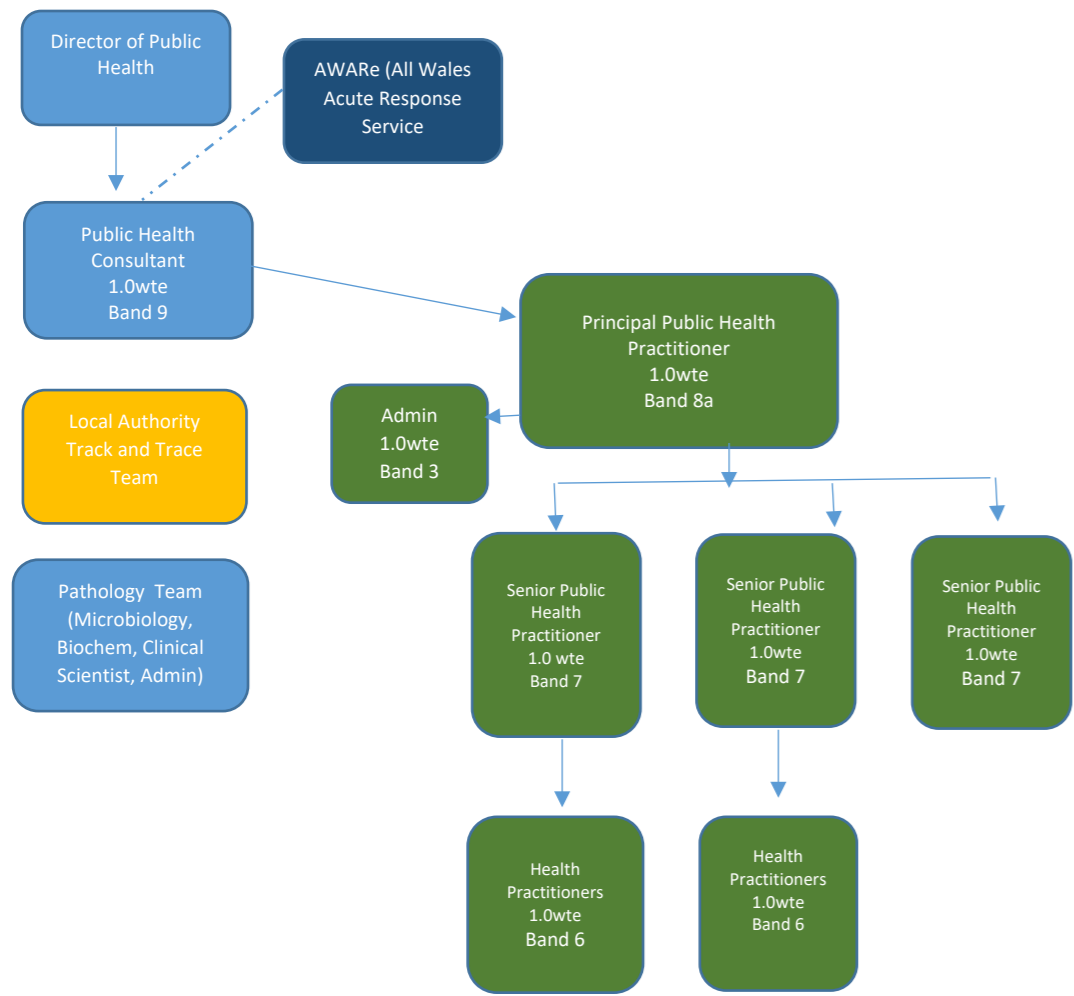 Director of Public
Health
AWARe (All Wales
Acute Response
Service
Public Health
Consultant
1.0wte
Band 9
Principal Public Health
Practitioner
1.0wte
Band 8a
Local Authority
Track and Trace
Team
Admin
1.0wte
Band 3
Pathology Team
(Microbiology,
Biochem, Clinical
Scientist, Admin)
Senior Public
Health
Practitioner
1.0 wte
Band 7
Senior Public
Health
Practitioner
1.0wte
Band 7
Senior Public
Health
Practitioner
1.0wte
Band 7
Health
Practitioners
1.0wte
Band 6
Health
Practitioners
1.0wte
Band 6